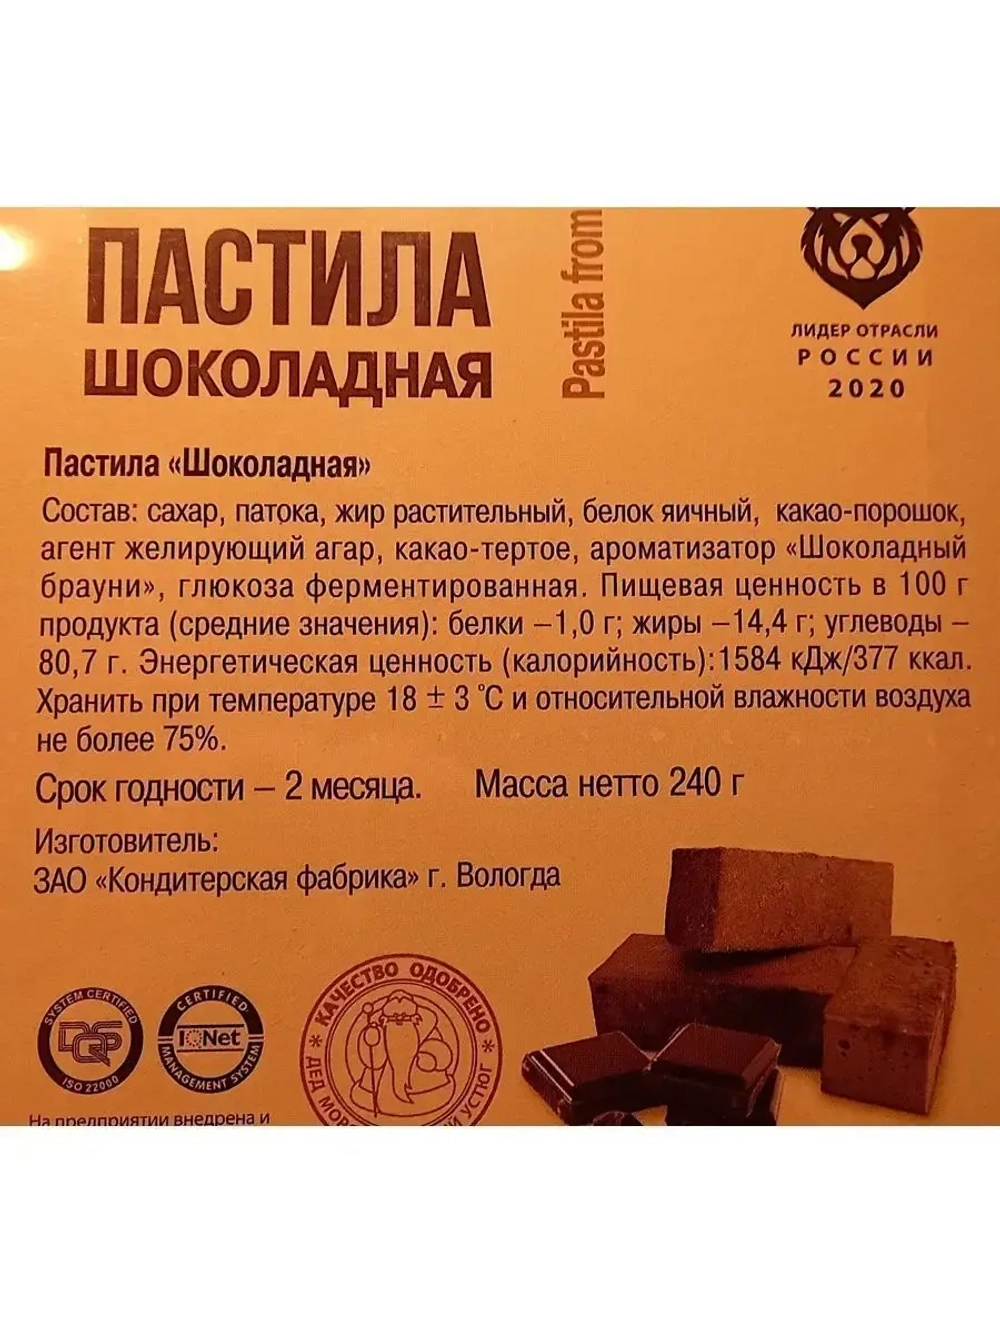 ПАСТИЛА
ШОКОЛАДНАЯ
Pastila from
ЛИДЕР ОТРАСЛИ
РОССИИ
2020
Пастила «Шоколадная»
Состав: сахар, патока, жир растительный, белок яичный, какао-порошок,
агент желирующий агар, какао-тертое, ароматизатор «Шоколадный
брауни», глюкоза ферментированная. Пищевая ценность в 100 г
продукта (средние значения): белки –1,0 г; жиры –14,4 г; углеводы –
80,7 г. Энергетическая ценность (калорийность):1584 кДж/377 ккал.
Хранить при температуре 18 ± 3 °С и относительной влажности воздуха
не более 75%.
Срок годности – 2 месяца. Масса нетто 240 г
Изготовитель:
ЗАО «Кондитерская фабрика» г. Вологда
SYSTEM CERTIFIED
DQS
ISO 22000
CERTIFIED
IQNet
MANAGEMENT SYSTEM
КАЧЕСТВО ОДОБРЕНО
ДЕД МОРО
УСТЮГ
На предприятии внедрена и